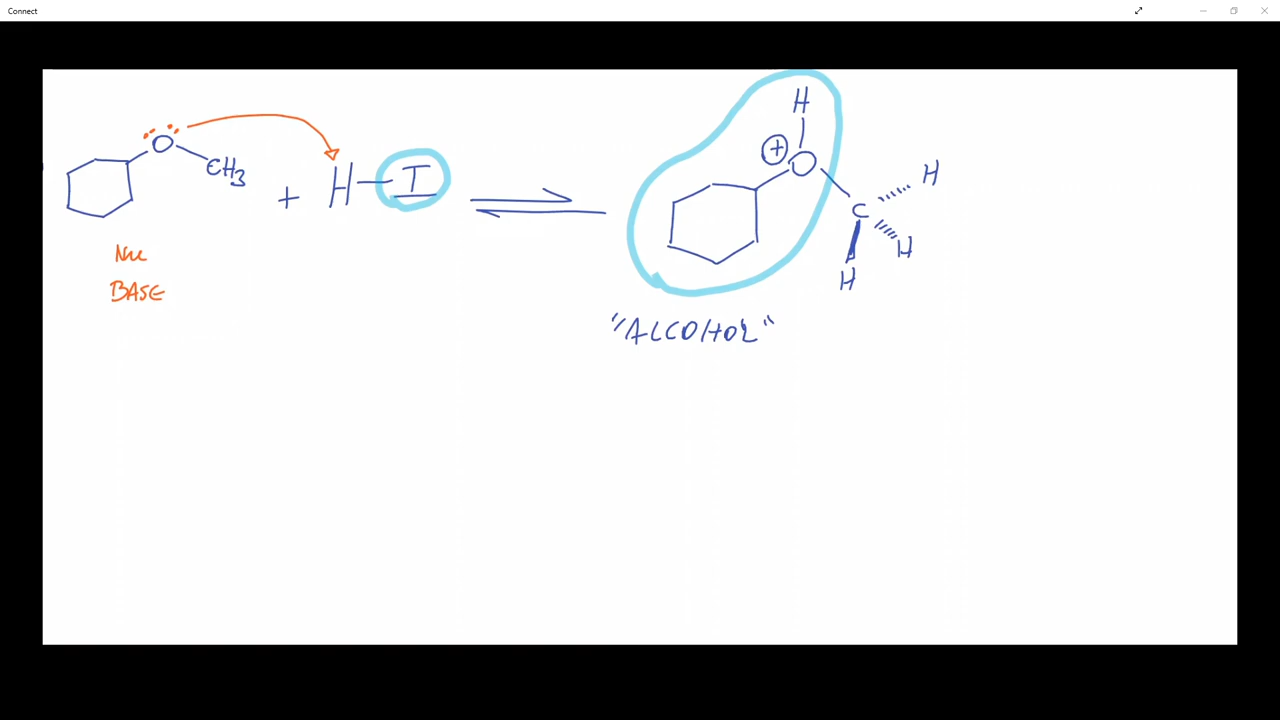 Connect
O
CH3
+ H-I
Nu
BASE
H
+
O
C
H
H
H
"ALCOHOL"